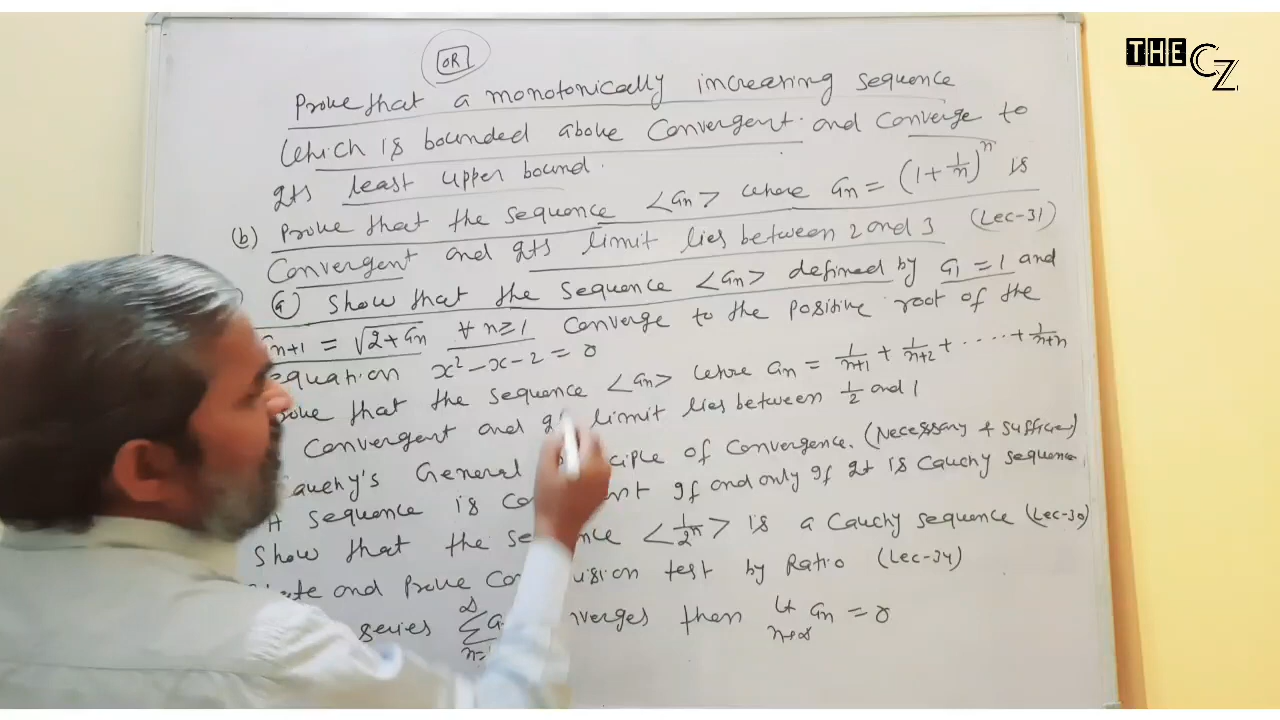 THE CZ
OR
Prove that a monotonically increasing sequence
Which is bounded above Convergent. and Converge to
Its least upper bound.
(b) Prove that the sequence <an> where an = (1 + 1/n)^n is
Convergent and Its limit lies between 2 and 3 (Lec-31)
(a) Show that the sequence <an> defined by a1 = 1 and
an+1 = √2+an ∀ n≥1 Converge to the positive root of the
equation x² - x - 2 = 0
that the sequence <an> where an = 1/n+1 + 1/n+2 + ..... + 1/n+n
Convergent and limit lies between 1/2 and 1
General of Convergence. (Necessary & Sufficient)
A sequence is If and only If It is Cauchy sequence
Show that the <1/2^n> is a Cauchy sequence (Lec-30)
and Prove test by Ratio (Lec-34)
series ∞ Σ n=1 then Lt n→∞ an = 0